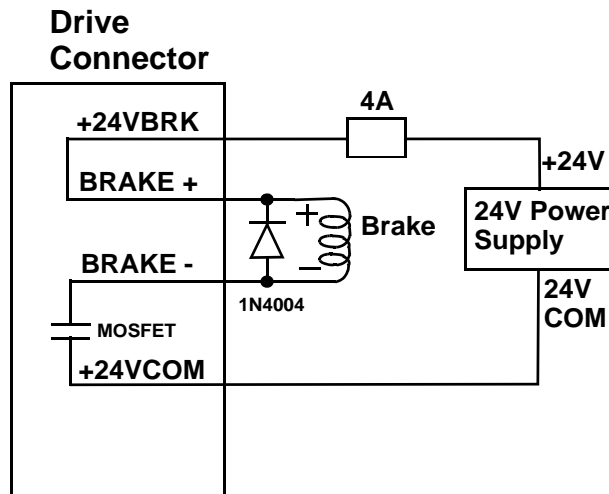 Drive
Connector
4A
+24VBRK
+24V
BRAKE +
+
Brake
24V Power
Supply
BRAKE -
–
1N4004
24V
COM
MOSFET
+24VCOM